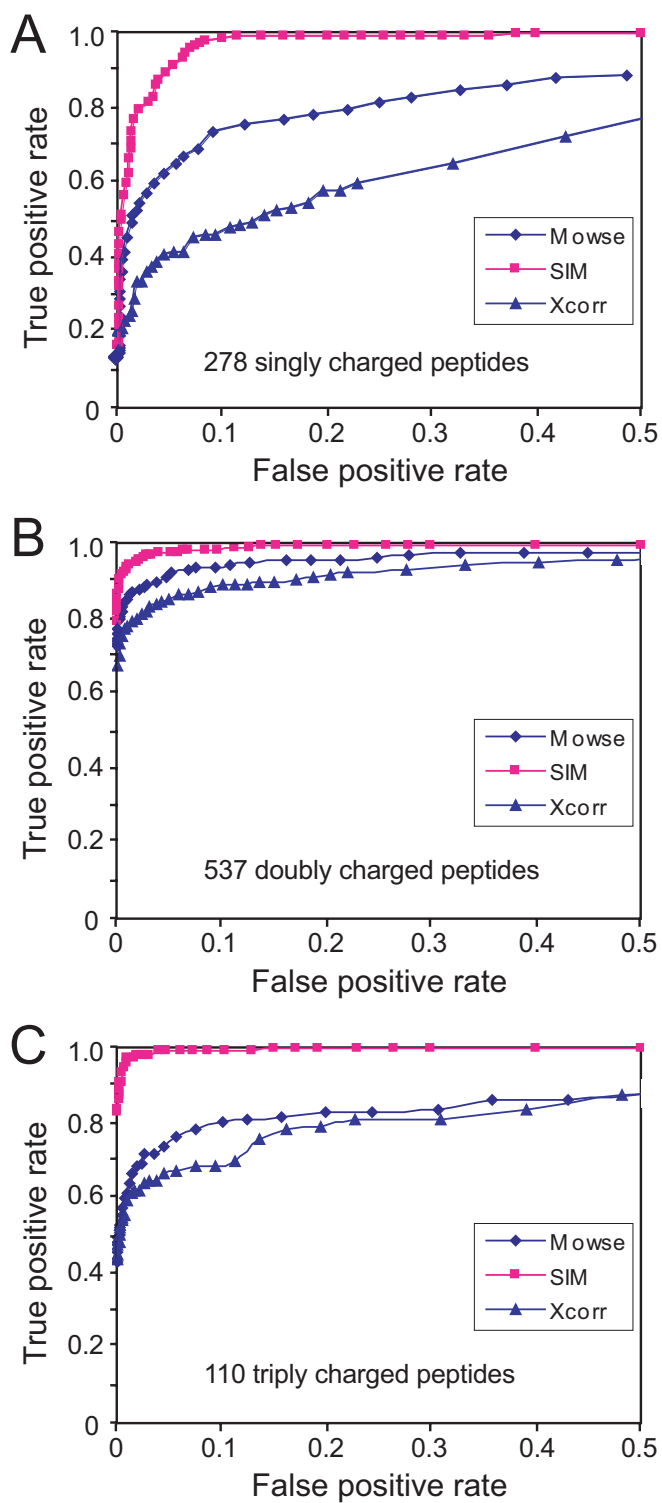 A
True positive rate
1.0
0.8
0.6
0.4
0.2
0
Mowse
SIM
Xcorr
278 singly charged peptides
0 0.1 0.2 0.3 0.4 0.5
False positive rate
B
True positive rate
1.0
0.8
0.6
0.4
0.2
0
Mowse
SIM
Xcorr
537 doubly charged peptides
0 0.1 0.2 0.3 0.4 0.5
False positive rate
C
True positive rate
1.0
0.8
0.6
0.4
0.2
0
Mowse
SIM
Xcorr
110 triply charged peptides
0 0.1 0.2 0.3 0.4 0.5
False positive rate